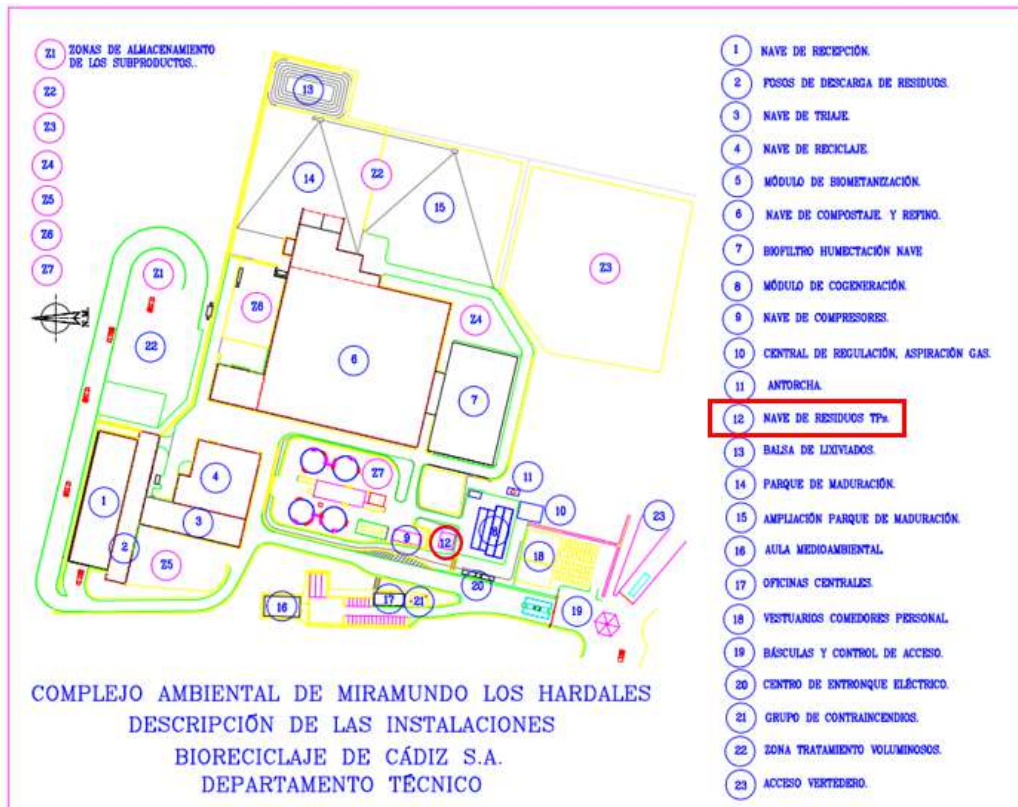 Z1 ZONAS DE ALMACENAMIENTO
DE LOS SUBPRODUCTOS..
Z2
Z3
Z4
Z5
Z6
Z7
13
14
Z2
15
Z3
Z1
22
Z6
6
Z4
7
N.M.
1
2
4
3
Z5
Z7
9
12
8
11
10
18
23
20
19
16
17
21
1 NAVE DE RECEPCIÓN.
2 FOSOS DE DESCARGA DE RESIDUOS.
3 NAVE DE TRIAJE.
4 NAVE DE RECICLAJE.
5 MÓDULO DE BIOMETANIZACIÓN.
6 NAVE DE COMPOSTAJE Y REFINO.
7 BIOFILTRO HUMECTACIÓN NAVE
8 MÓDULO DE COGENERACIÓN.
9 NAVE DE COMPRESORES.
10 CENTRAL DE REGULACIÓN, ASPIRACIÓN GAS.
11 ANTORCHA.
12 NAVE DE RESIDUOS TPs.
13 BALSA DE LIXIVIADOS.
14 PARQUE DE MADURACIÓN.
15 AMPLIACIÓN PARQUE DE MADURACIÓN.
16 AULA MEDIOAMBIENTAL
17 OFICINAS CENTRALES.
18 VESTUARIOS COMEDORES PERSONAL
19 BÁSCULAS Y CONTROL DE ACCESO.
20 CENTRO DE ENTRONQUE ELÉCTRICO.
21 GRUPO DE CONTRAINCENDIOS.
22 ZONA TRATAMIENTO VOLUMINOSOS.
23 ACCESO VERTEDERO.
COMPLEJO AMBIENTAL DE MIRAMUNDO LOS HARDALES
DESCRIPCIÓN DE LAS INSTALACIONES
BIORECICLAJE DE CÁDIZ S.A.
DEPARTAMENTO TÉCNICO